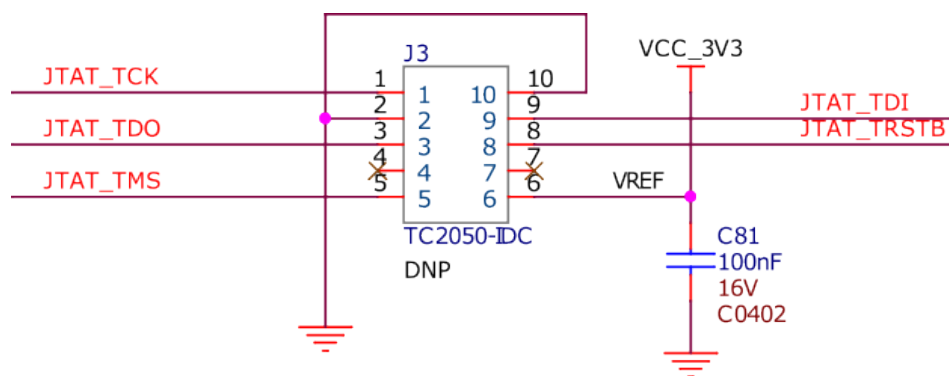 VCC_3V3
J3
JTAT_TCK
1
1
10
10
2
2
9
9
JTAT_TDI
JTAT_TDO
3
3
8
8
JTAT_TRSTB
4
4
7
7
JTAT_TMS
5
5
6
6
VREF
TC2050-IDC
DNP
C81
100nF
16V
C0402